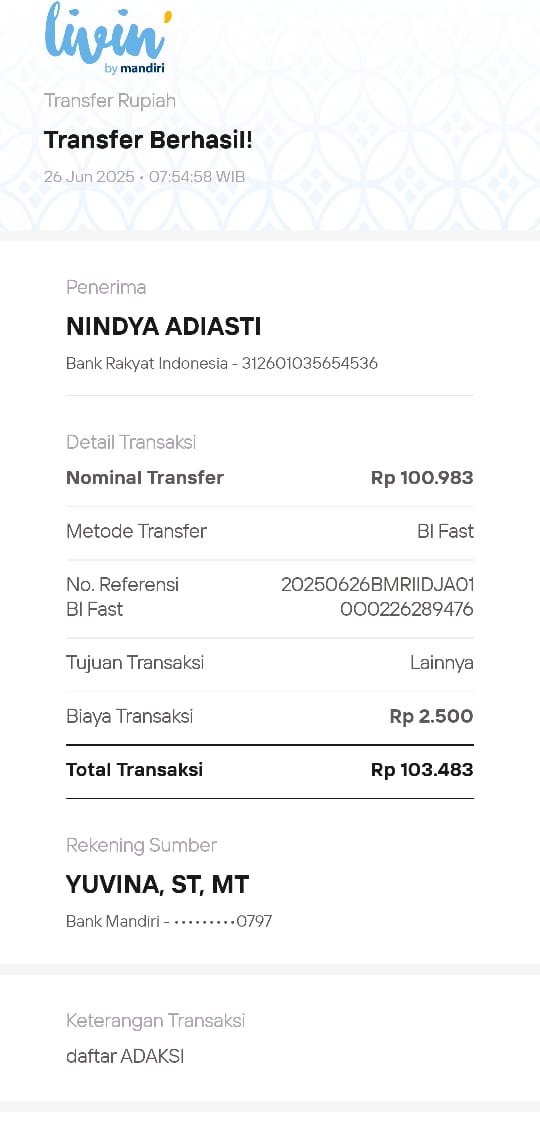 livin'
by mandiri
Transfer Rupiah
Transfer Berhasil!
26 Jun 2025 • 07:54:58 WIB
Penerima
NINDYA ADIASTI
Bank Rakyat Indonesia - 312601035654536
Detail Transaksi
Nominal Transfer Rp 100.983
Metode Transfer BI Fast
No. Referensi 20250626BMRIIDJA01
BI Fast 0002262894​76
Tujuan Transaksi Lainnya
Biaya Transaksi Rp 2.500
Total Transaksi Rp 103.483
Rekening Sumber
YUVINA, ST, MT
Bank Mandiri - •••••••••0797
Keterangan Transaksi
daftar ADAKSI